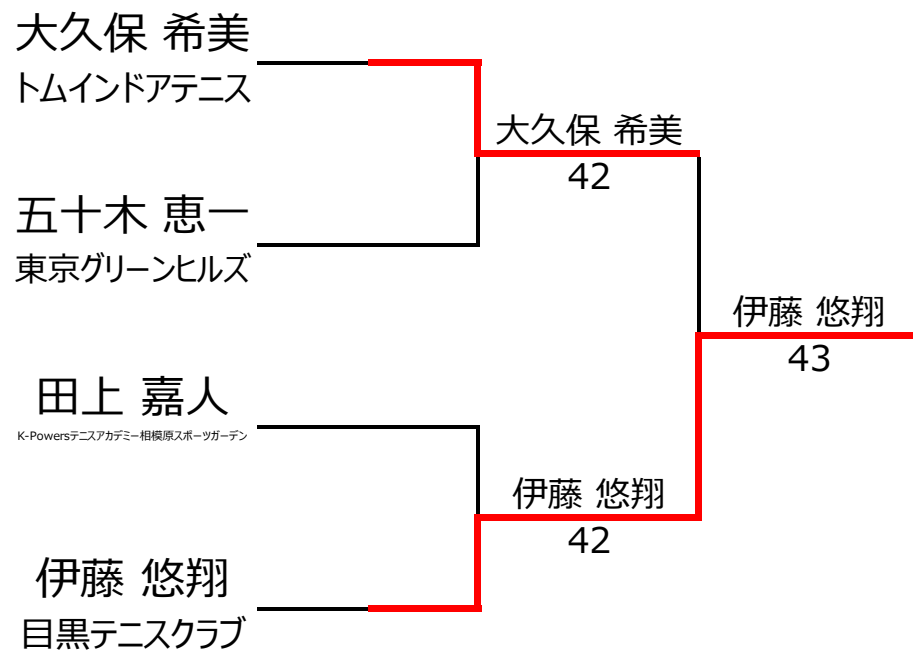 大久保 希美
トムインドアテニス
大久保 希美
42
五十木 恵一
東京グリーンヒルズ
伊藤 悠翔
43
田上 嘉人
K-Powersテニスアカデミー相模原スポーツガーデン
伊藤 悠翔
42
伊藤 悠翔
目黒テニスクラブ